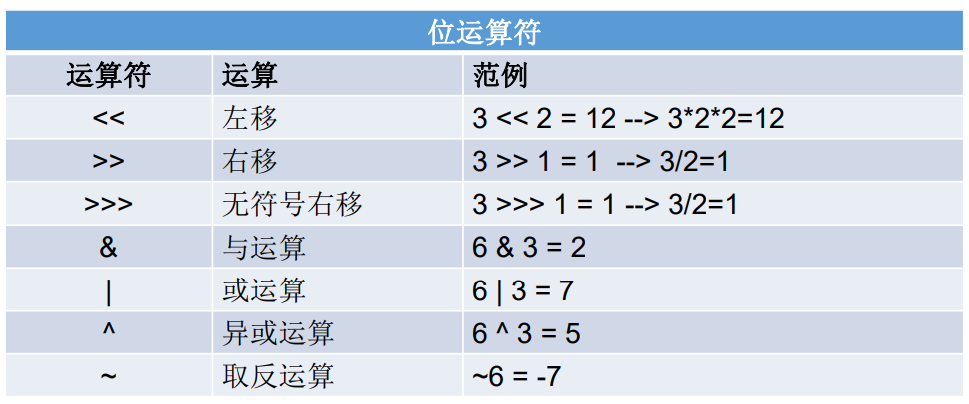 位运算符
运算符 运算 范例
<< 左移 3 << 2 = 12 --> 3*2*2=12
>> 右移 3 >> 1 = 1  --> 3/2=1
>>> 无符号右移 3 >>> 1 = 1 --> 3/2=1
& 与运算 6 & 3 = 2
| 或运算 6 | 3 = 7
^ 异或运算 6 ^ 3 = 5
~ 取反运算 ~6 = -7